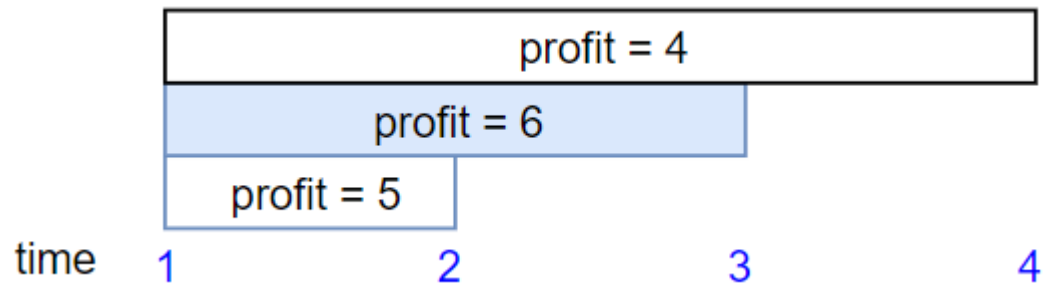 profit = 4
profit = 6
profit = 5
time 1 2 3 4